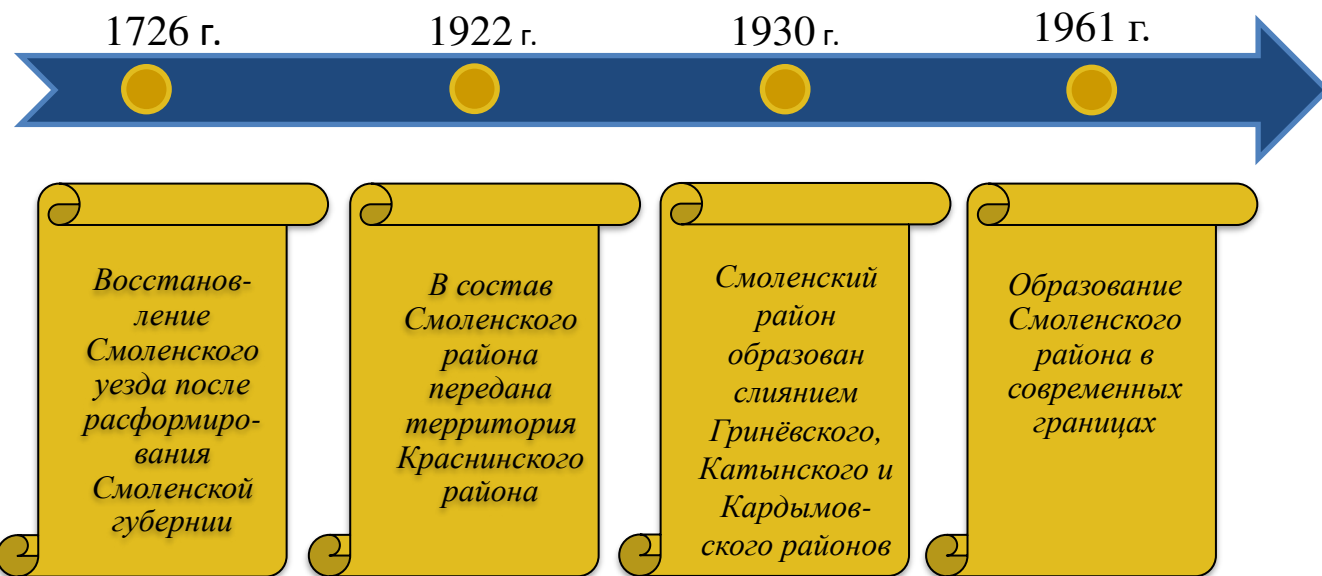 1726 г.
1922 г.
1930 г.
1961 г.
Восстанов-
ление
Смоленского
уезда после
расформиро-
вания
Смоленской
губернии
В состав
Смоленского
района
передана
территория
Краснинского
района
Смоленский
район
образован
слиянием
Гринёвского,
Катынского и
Кардымов-
ского районов
Образование
Смоленского
района в
современных
границах